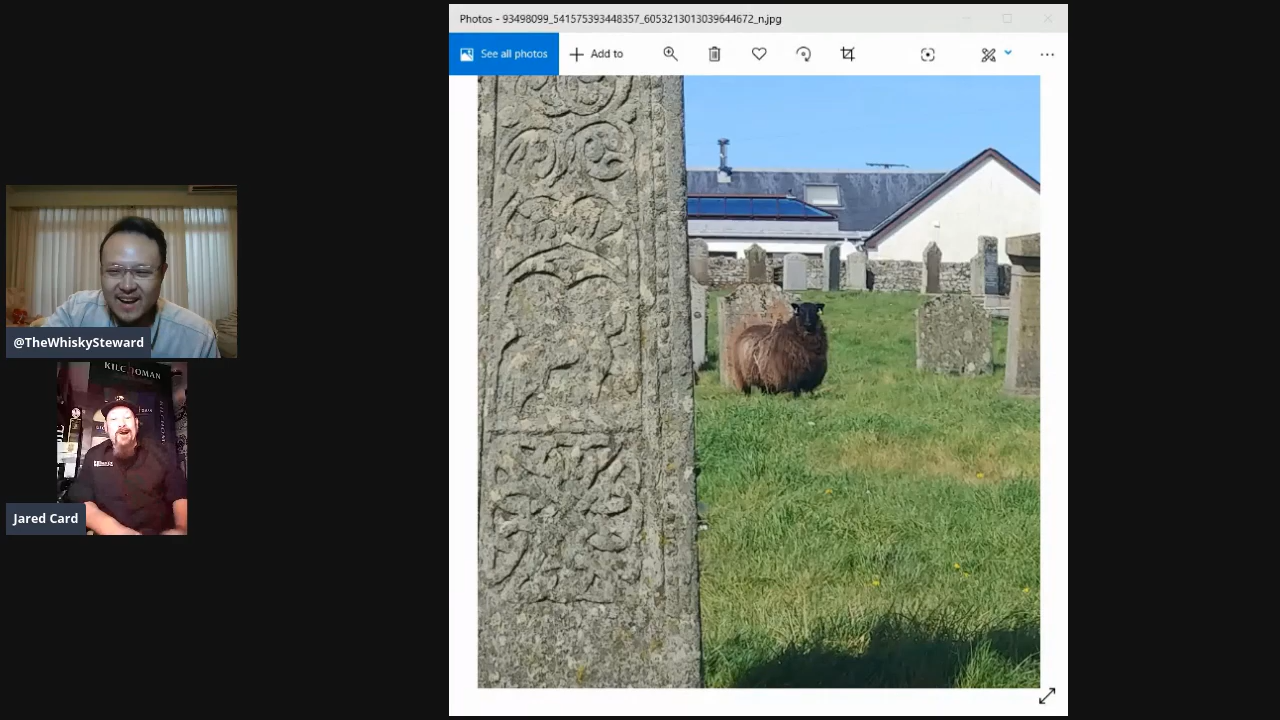 Photos - 93498099_541575393448357_6053213013039644672_n.jpg
See all photos
Add to
@TheWhiskySteward
KILCHOMAN
Jared Card